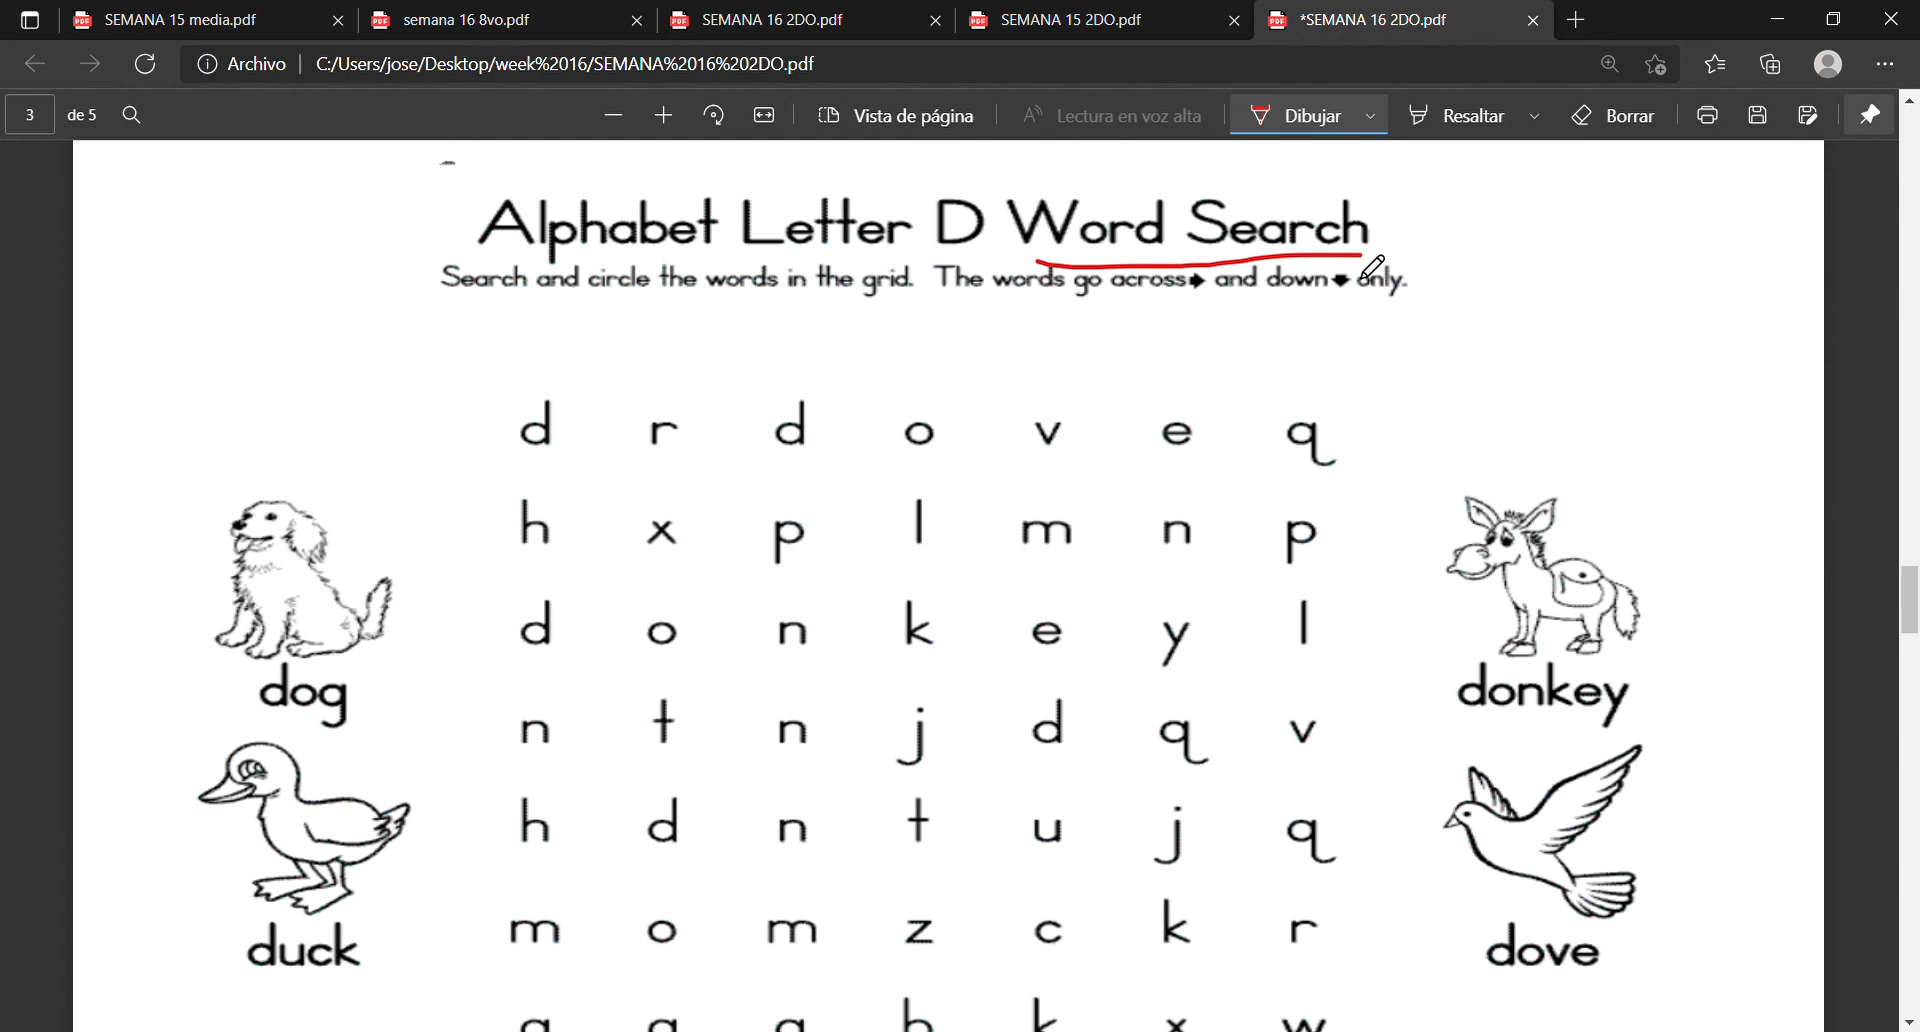 SEMANA 15 media.pdf
semana 16 8vo.pdf
SEMANA 16 2DO.pdf
SEMANA 15 2DO.pdf
*SEMANA 16 2DO.pdf
Archivo
C:/Users/jose/Desktop/week%2016/SEMANA%2016%202DO.pdf
3 de 5
Vista de página
Lectura en voz alta
Dibujar
Resaltar
Borrar
Alphabet Letter D Word Search
Search and circle the words in the grid. The words go across and down only.
d r d o v e q
h x p l m n p
d o n k e y l
n t n j d q v
h d n t u j q
m o m z c k r
dog
duck
donkey
dove